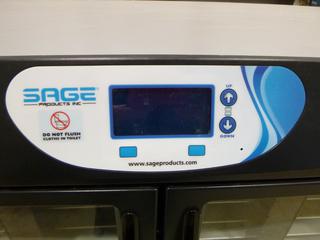 SAGE
PRODUCTS INC
UP
DO NOT FLUSH
CLOTHS IN TOILET
DOWN
www.sageproducts.com